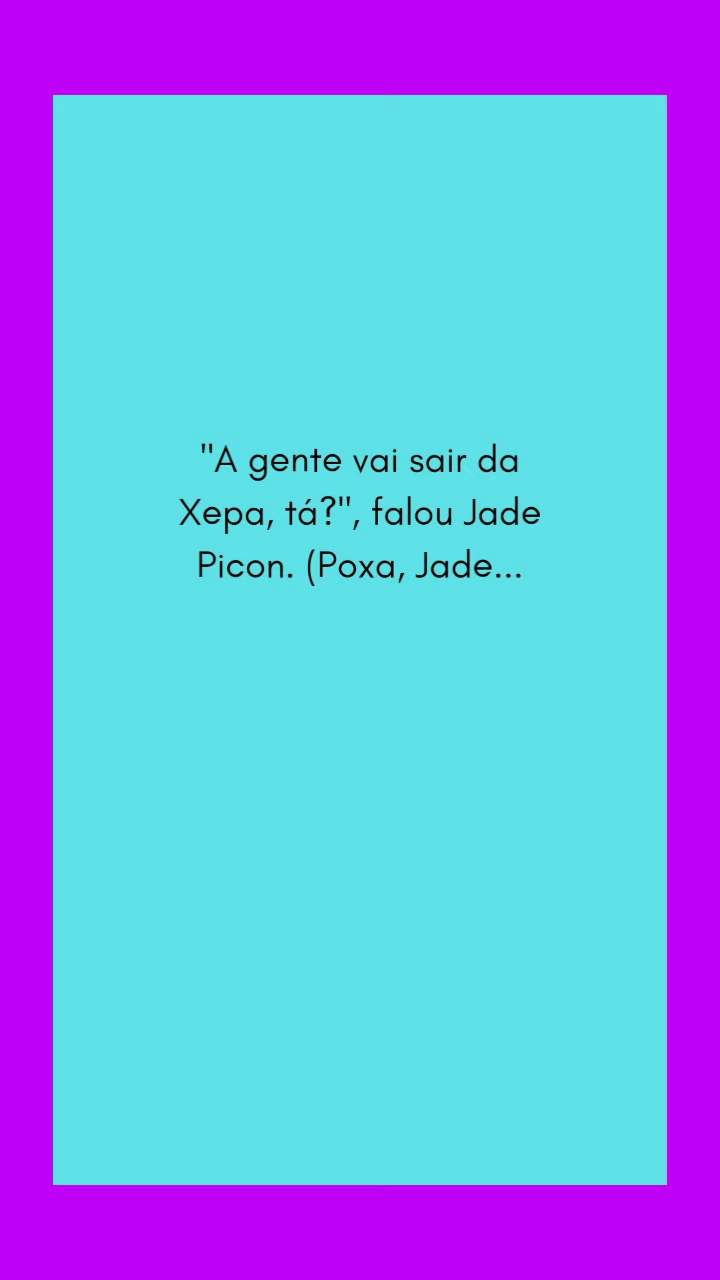 "A gente vai sair da
Xepa, tá?", falou Jade
Picon. (Poxa, Jade...